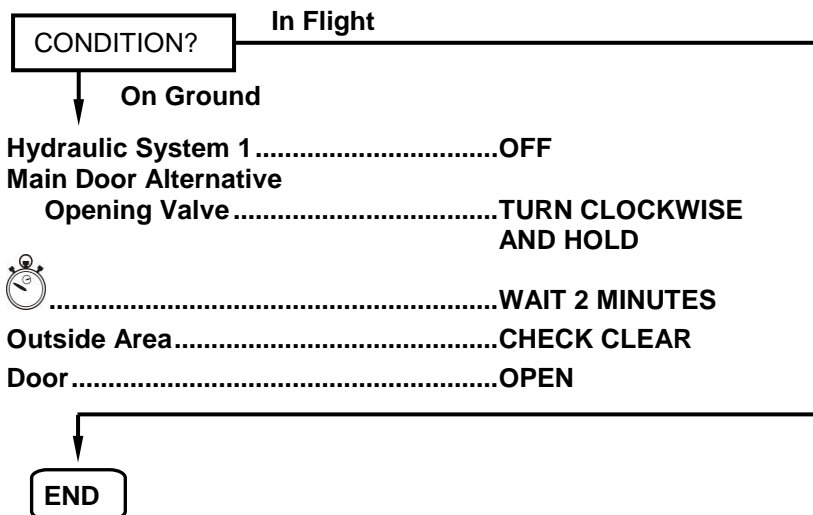 In Flight
CONDITION?
On Ground
Hydraulic System 1.................................OFF
Main Door Alternative
Opening Valve....................................TURN CLOCKWISE
AND HOLD
.............................................................WAIT 2 MINUTES
Outside Area............................................CHECK CLEAR
Door..........................................................OPEN
END